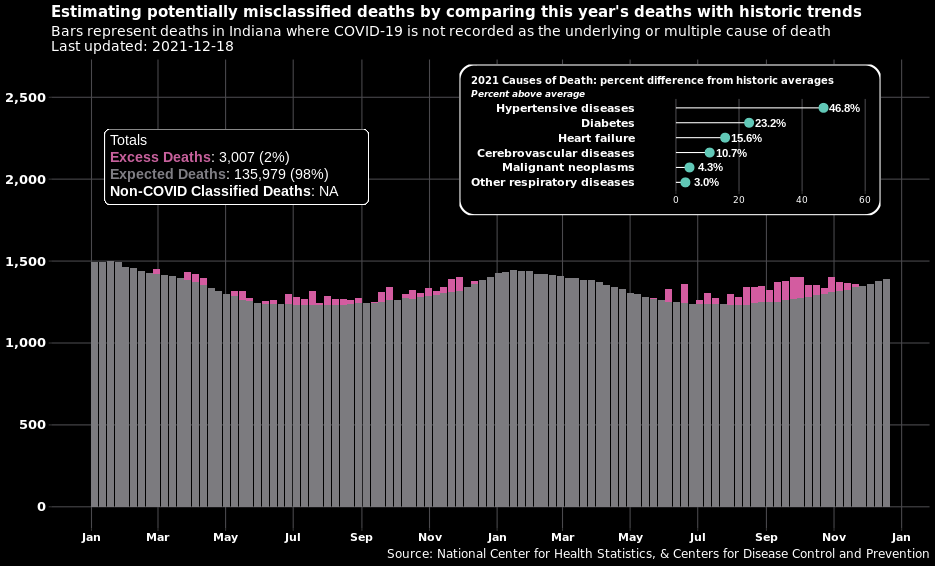 Estimating potentially misclassified deaths by comparing this year's deaths with historic trends
Bars represent deaths in Indiana where COVID-19 is not recorded as the underlying or multiple cause of death
Last updated: 2021-12-18
2021 Causes of Death: percent difference from historic averages
Percent above average
Hypertensive diseases 46.8%
Diabetes 23.2%
Heart failure 15.6%
Cerebrovascular diseases 10.7%
Malignant neoplasms 4.3%
Other respiratory diseases 3.0%
0 20 40 60
Totals
Excess Deaths: 3,007 (2%)
Expected Deaths: 135,979 (98%)
Non-COVID Classified Deaths: NA
2,500
2,000
1,500
1,000
500
0
Jan Mar May Jul Sep Nov Jan Mar May Jul Sep Nov Jan
Source: National Center for Health Statistics, & Centers for Disease Control and Prevention